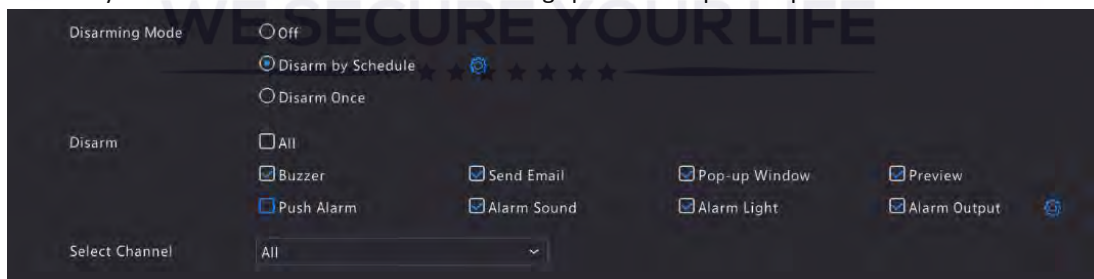 WE SECURE YOUR LIFE
Disarming Mode Off
Disarm by Schedule
Disarm Once
Disarm All
Buzzer Send Email Pop-up Window Preview
Push Alarm Alarm Sound Alarm Light Alarm Output
Select Channel All